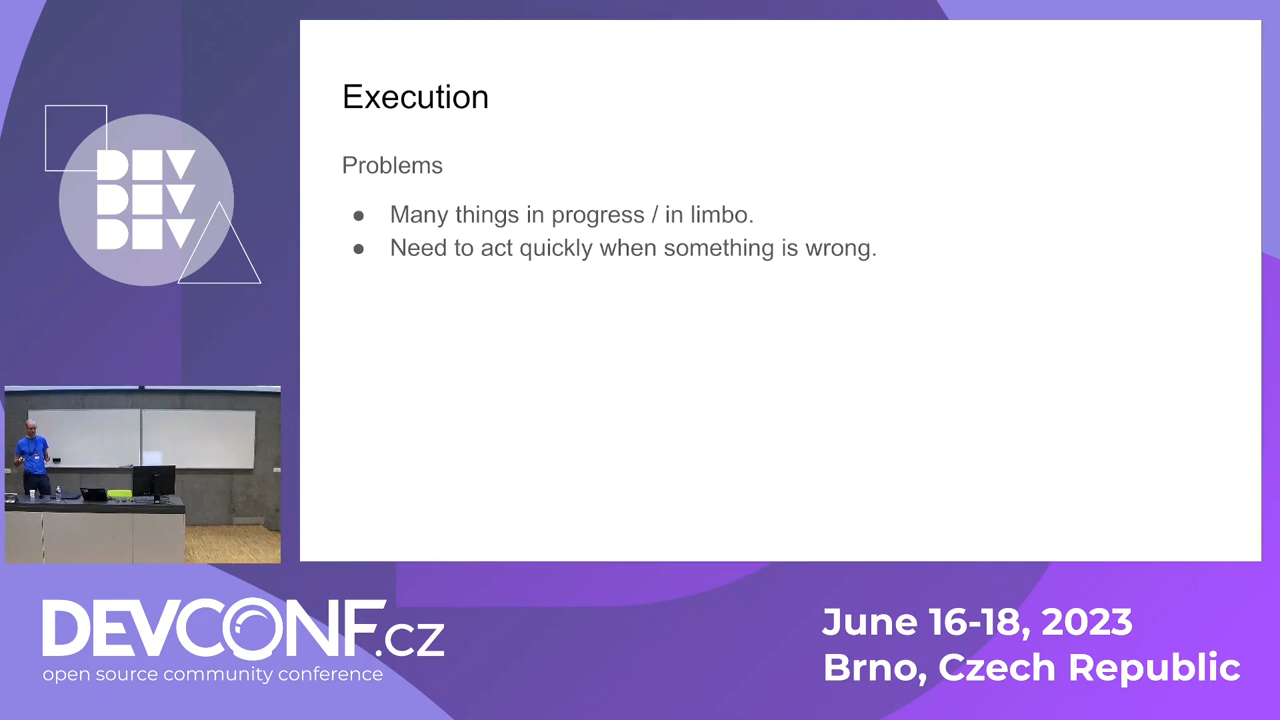 Execution
Problems
● Many things in progress / in limbo.
● Need to act quickly when something is wrong.
DEV
DEV
DEV
DEVCONF.cz
open source community conference
June 16-18, 2023
Brno, Czech Republic